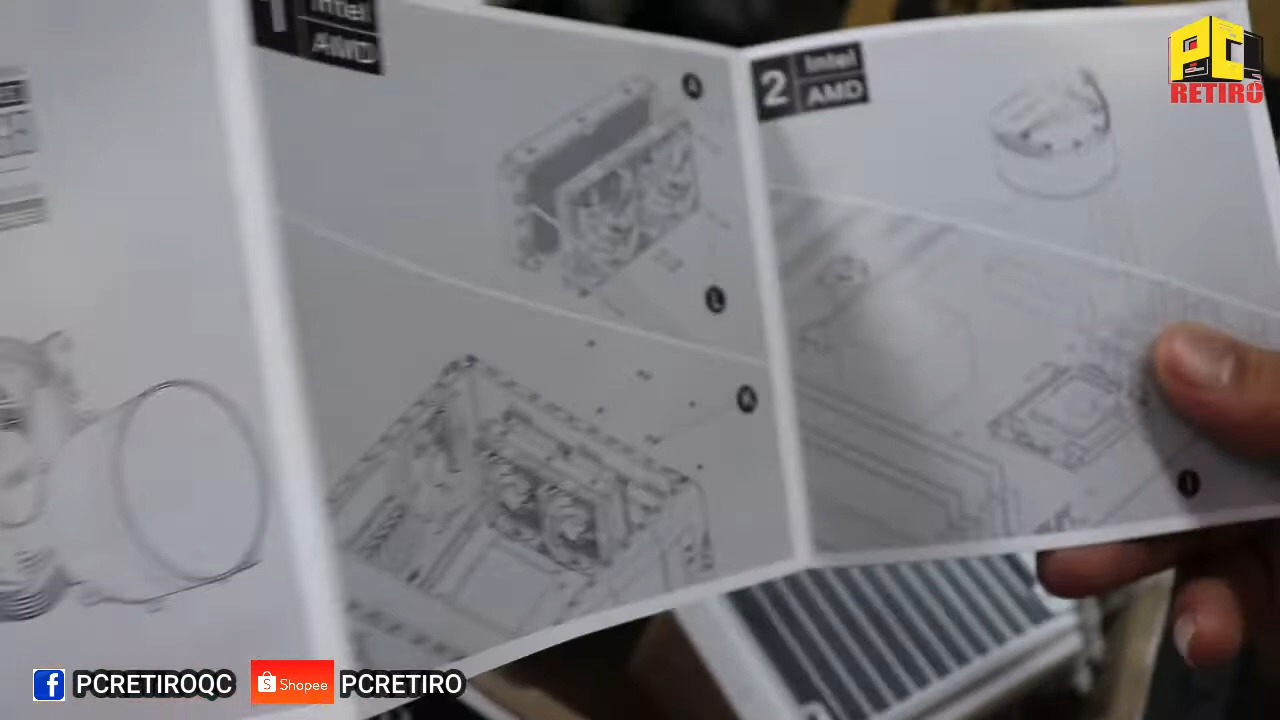 1 Intel
AMD
2 Intel
AMD
PC
RETIRO
A
L
K
I
f PCRETIROQC
S Shopee PCRETIRO